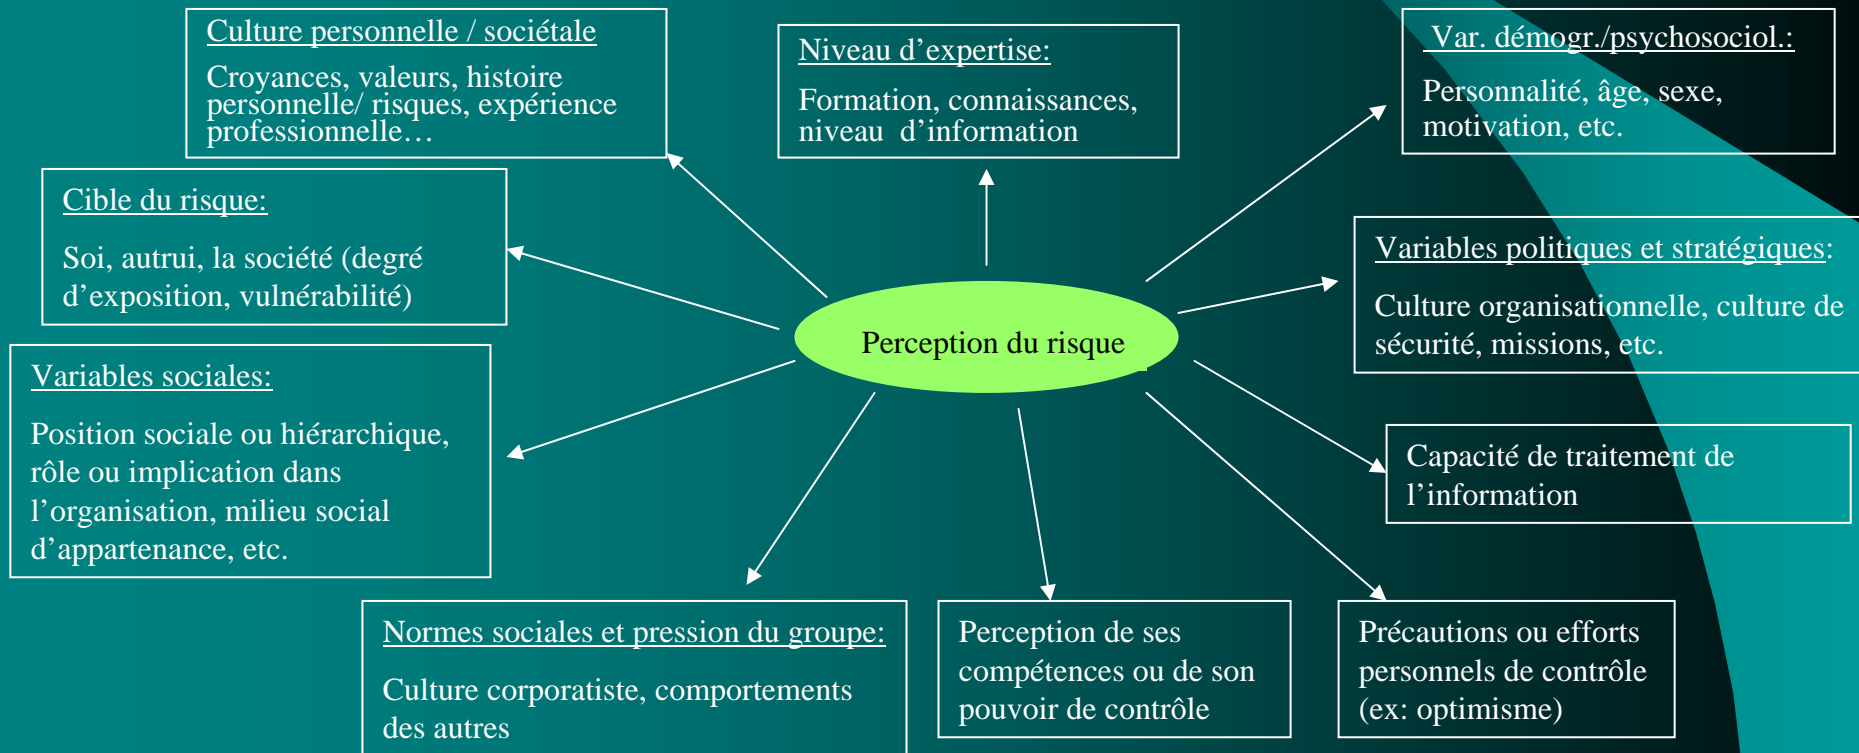 Culture personnelle / sociétale
Croyances, valeurs, histoire
personnelle/ risques, expérience
professionnelle…
Niveau d’expertise:
Formation, connaissances,
niveau d’information
Var. démogr./psychosociol.:
Personnalité, âge, sexe,
motivation, etc.
Cible du risque:
Soi, autrui, la société (degré
d’exposition, vulnérabilité)
Variables politiques et stratégiques:
Culture organisationnelle, culture de
sécurité, missions, etc.
Perception du risque
Variables sociales:
Position sociale ou hiérarchique,
rôle ou implication dans
l’organisation, milieu social
d’appartenance, etc.
Capacité de traitement de
l’information
Normes sociales et pression du groupe:
Culture corporatiste, comportements
des autres
Perception de ses
compétences ou de son
pouvoir de contrôle
Précautions ou efforts
personnels de contrôle
(ex: optimisme)